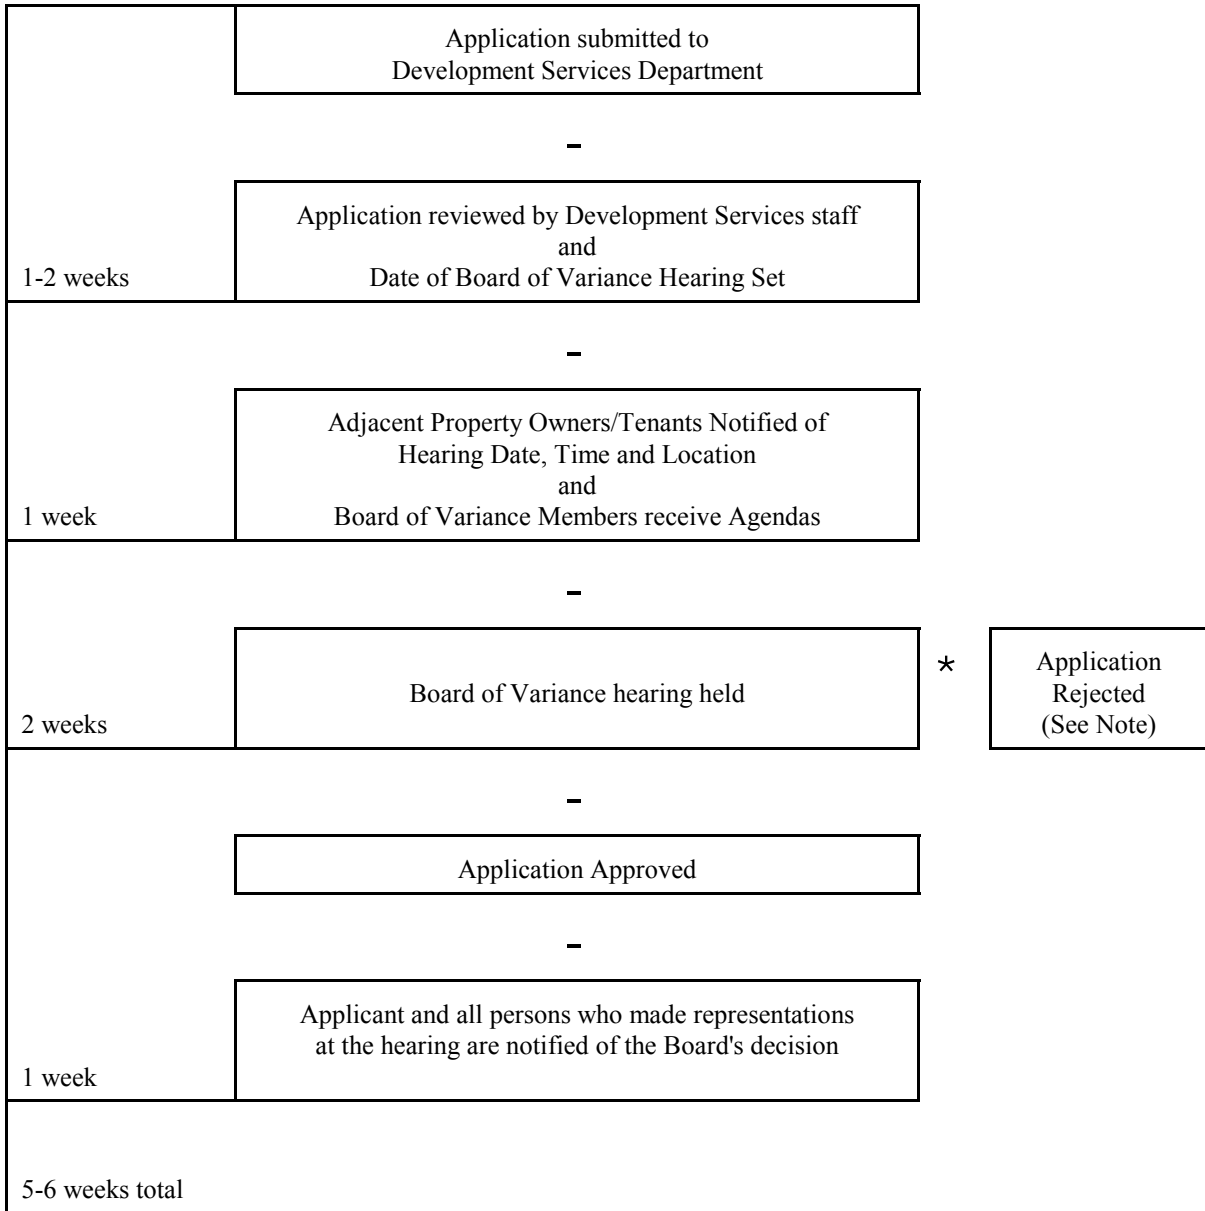 Application submitted to
Development Services Department
-
Application reviewed by Development Services staff
and
1-2 weeks
Date of Board of Variance Hearing Set
-
Adjacent Property Owners/Tenants Notified of
Hearing Date, Time and Location
and
1 week
Board of Variance Members receive Agendas
-
Board of Variance hearing held
2 weeks
*
Application
Rejected
(See Note)
-
Application Approved
-
Applicant and all persons who made representations
at the hearing are notified of the Board's decision
1 week
5-6 weeks total